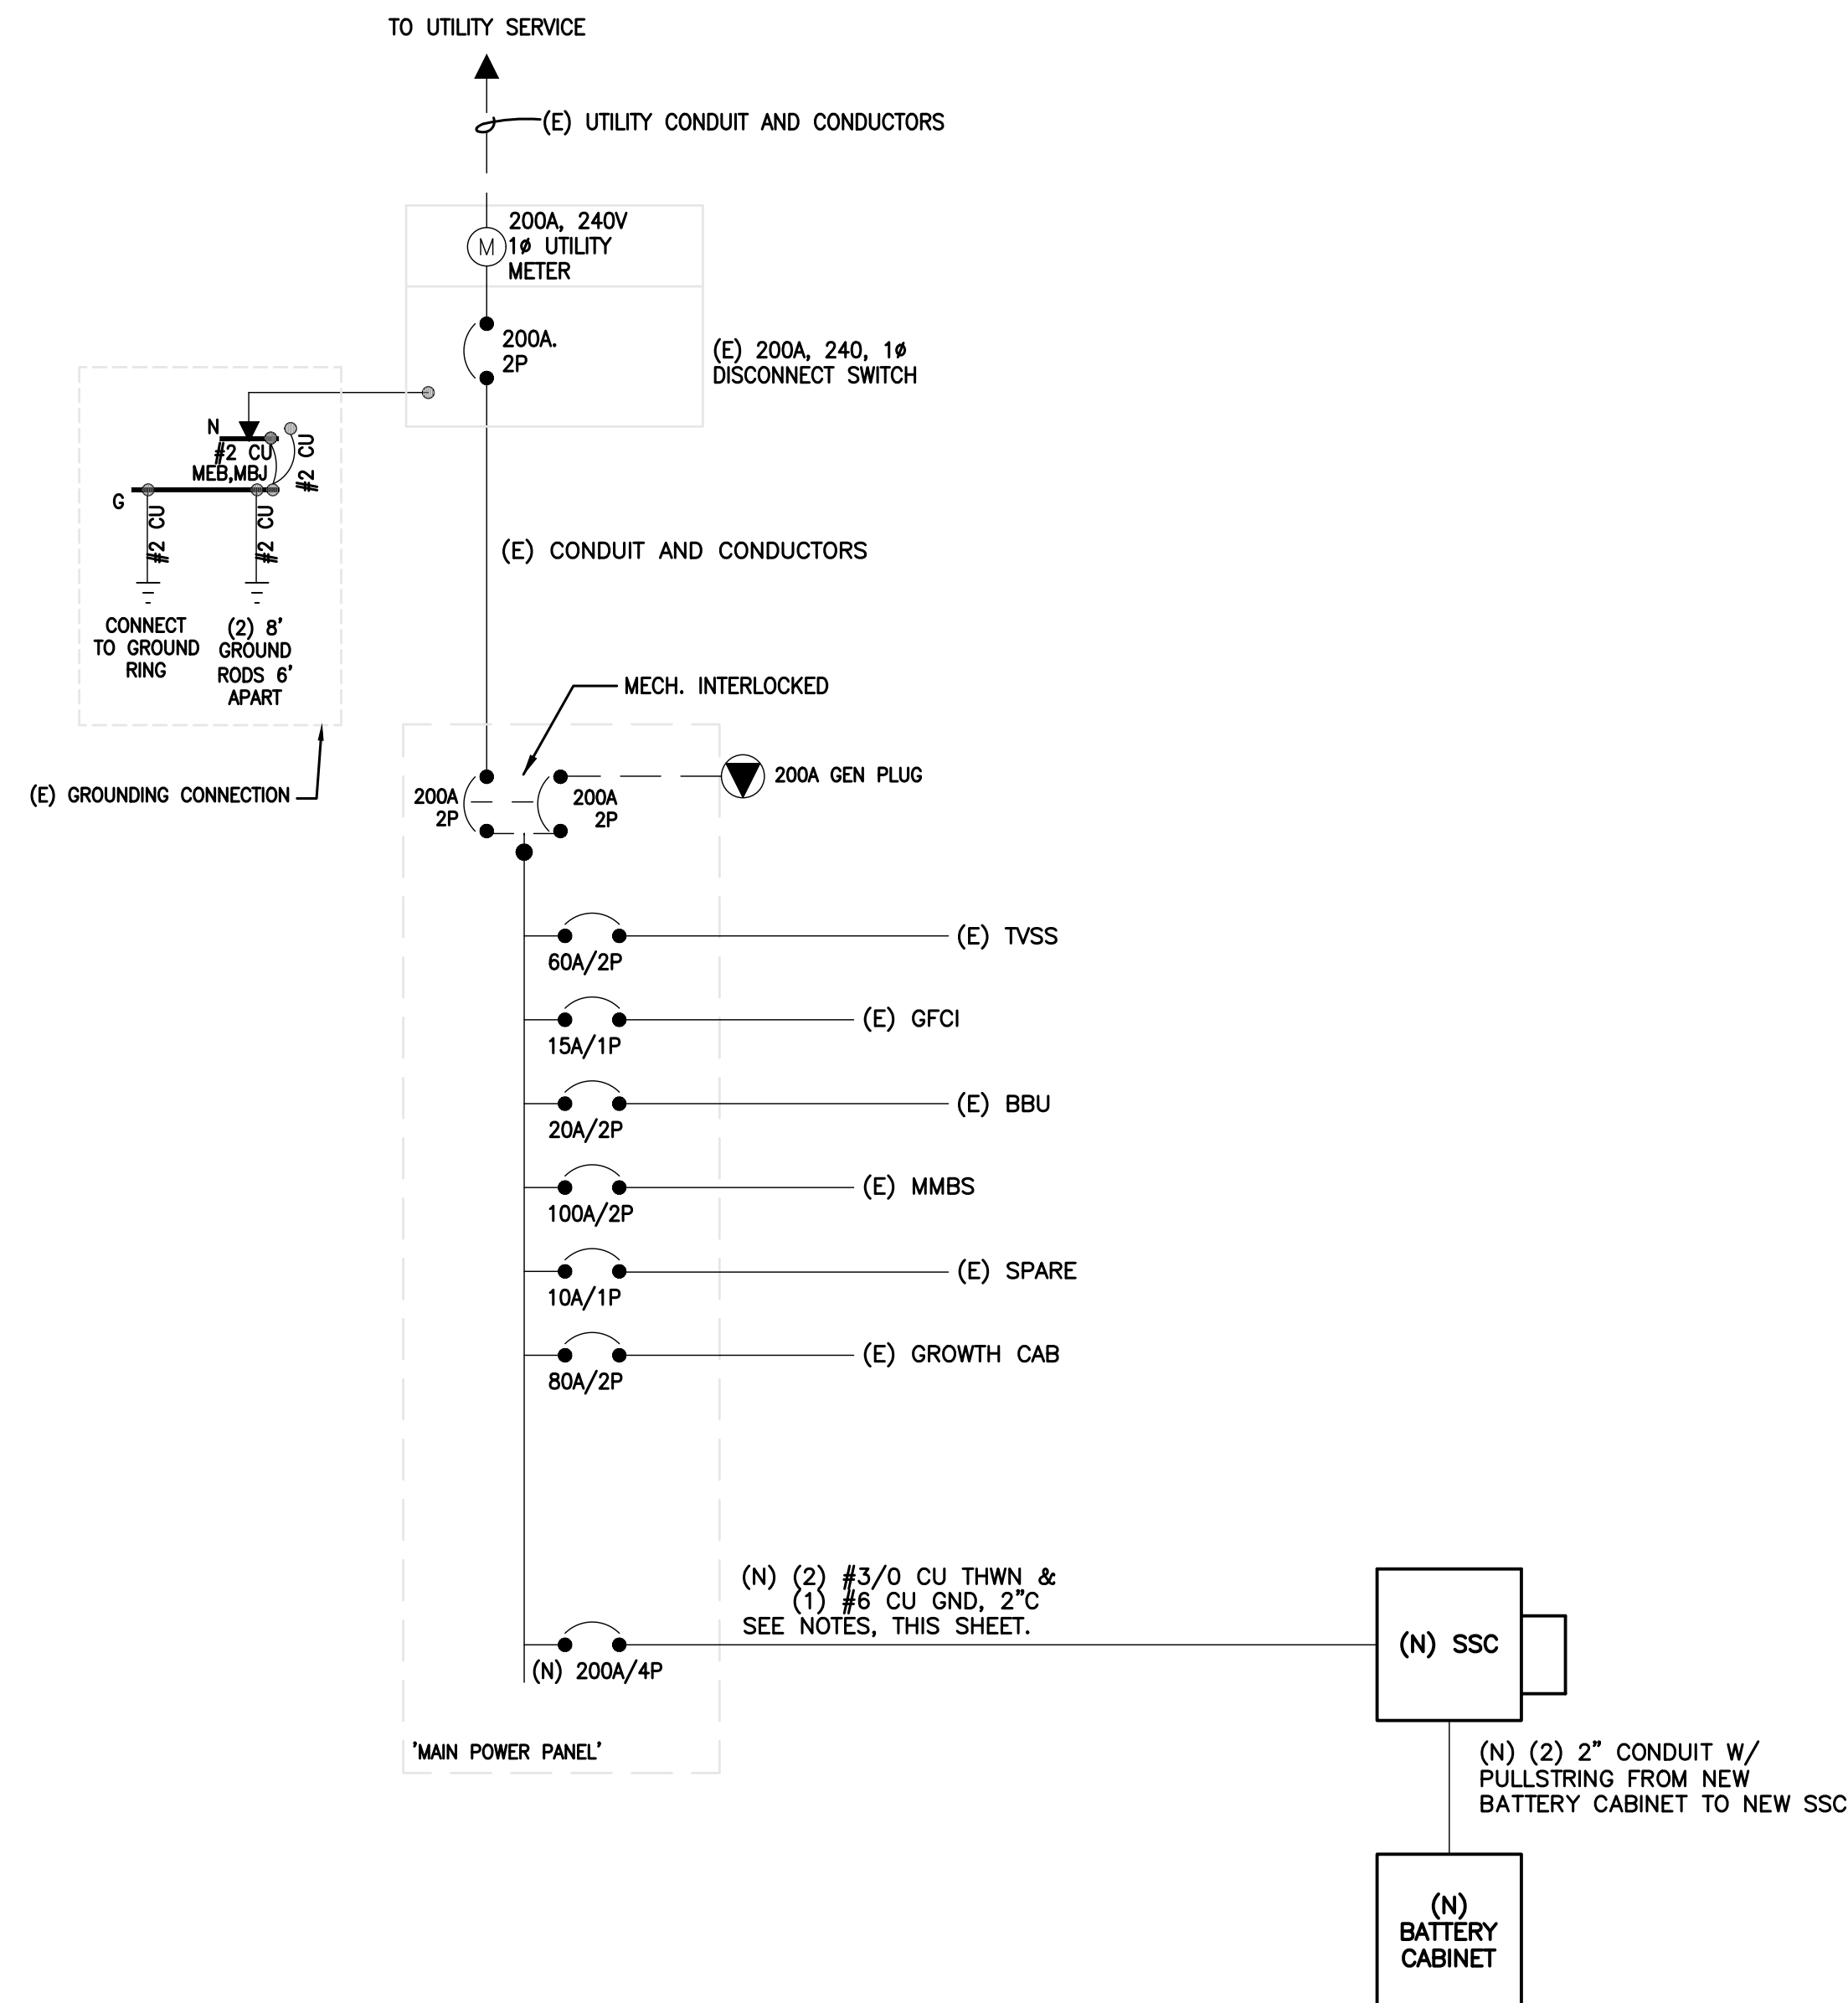 TO UTILITY SERVICE
(E) UTILITY CONDUIT AND CONDUCTORS
200A, 240V
1ø UTILITY
METER
M
200A.
2P
(E) 200A, 240, 1ø
DISCONNECT SWITCH
N
#2 CU
MEB,MBJ
#2 CU
G
#2 CU
#2 CU
CONNECT
TO GROUND
RING
(2) 8'
GROUND
RODS 6'
APART
(E) GROUNDING CONNECTION
(E) CONDUIT AND CONDUCTORS
MECH. INTERLOCKED
200A
2P
200A
2P
200A GEN PLUG
60A/2P
(E) TVSS
15A/1P
(E) GFCI
20A/2P
(E) BBU
100A/2P
(E) MMBS
10A/1P
(E) SPARE
80A/2P
(E) GROWTH CAB
(N) (2) #3/0 CU THWN &
(1) #6 CU GND, 2"C
SEE NOTES, THIS SHEET.
(N) 200A/4P
(N) SSC
'MAIN POWER PANEL'
(N) (2) 2" CONDUIT W/
PULLSTRING FROM NEW
BATTERY CABINET TO NEW SSC
(N)
BATTERY
CABINET